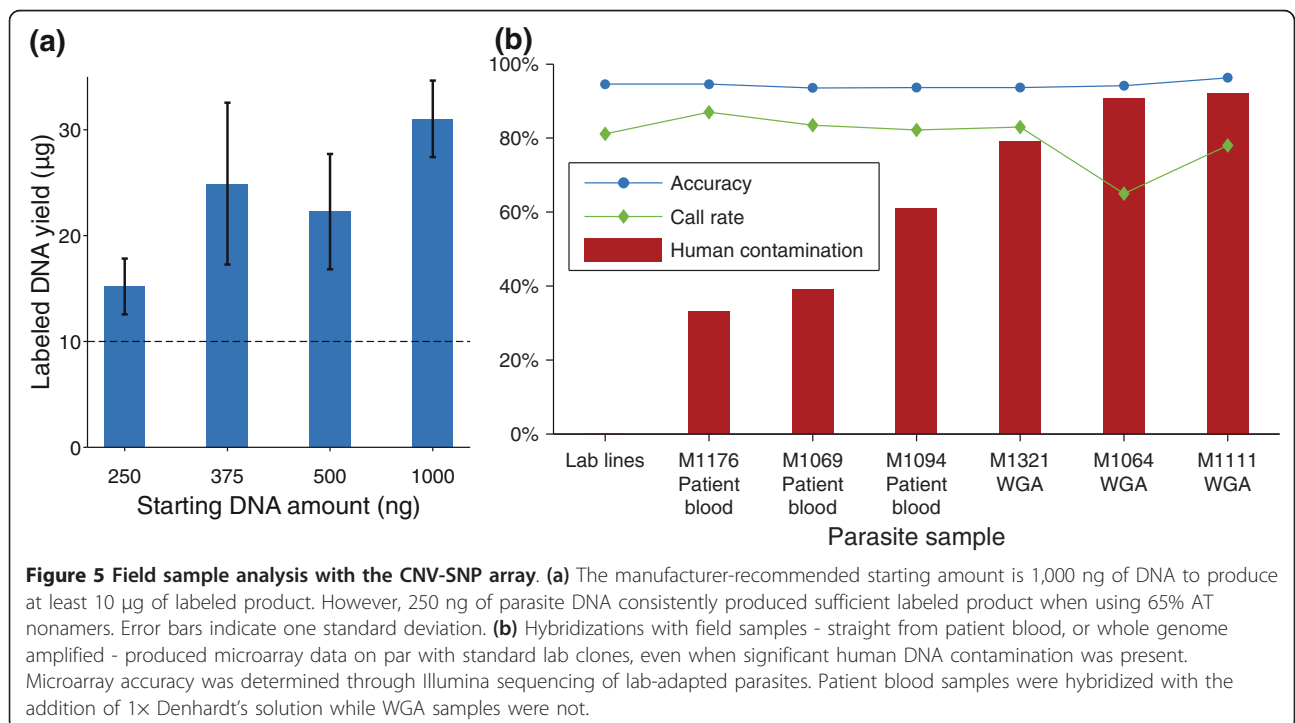 (a)
Labeled DNA yield (µg)
30
20
10
0
250 375 500 1000
Starting DNA amount (ng)
(b)
100%
80%
60%
40%
20%
0%
Accuracy
Call rate
Human contamination
Lab lines M1176 M1069 M1094 M1321 M1064 M1111
Patient Patient Patient WGA WGA WGA
blood blood blood
Parasite sample
Figure 5 Field sample analysis with the CNV-SNP array. (a) The manufacturer-recommended starting amount is 1,000 ng of DNA to produce
at least 10 µg of labeled product. However, 250 ng of parasite DNA consistently produced sufficient labeled product when using 65% AT
nonamers. Error bars indicate one standard deviation. (b) Hybridizations with field samples - straight from patient blood, or whole genome
amplified - produced microarray data on par with standard lab clones, even when significant human DNA contamination was present.
Microarray accuracy was determined through Illumina sequencing of lab-adapted parasites. Patient blood samples were hybridized with the
addition of 1× Denhardt's solution while WGA samples were not.